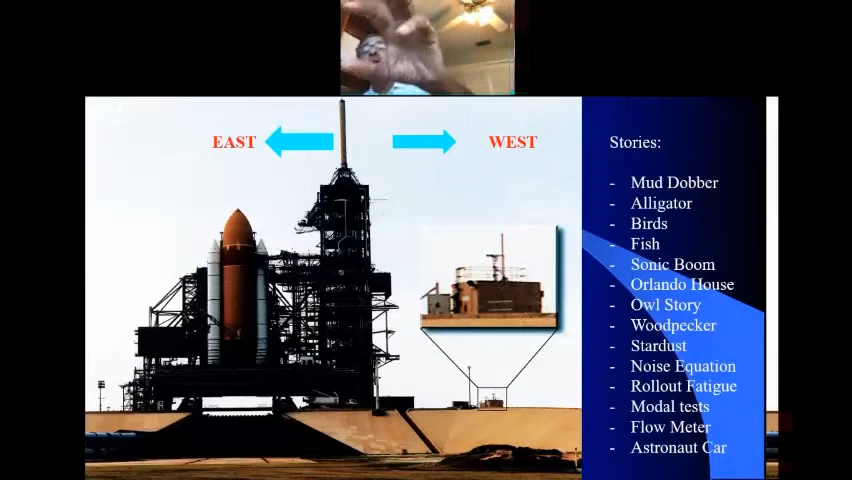 EAST
WEST
Stories:
- Mud Dobber
- Alligator
- Birds
- Fish
- Sonic Boom
- Orlando House
- Owl Story
- Woodpecker
- Stardust
- Noise Equation
- Rollout Fatigue
- Modal tests
- Flow Meter
- Astronaut Car